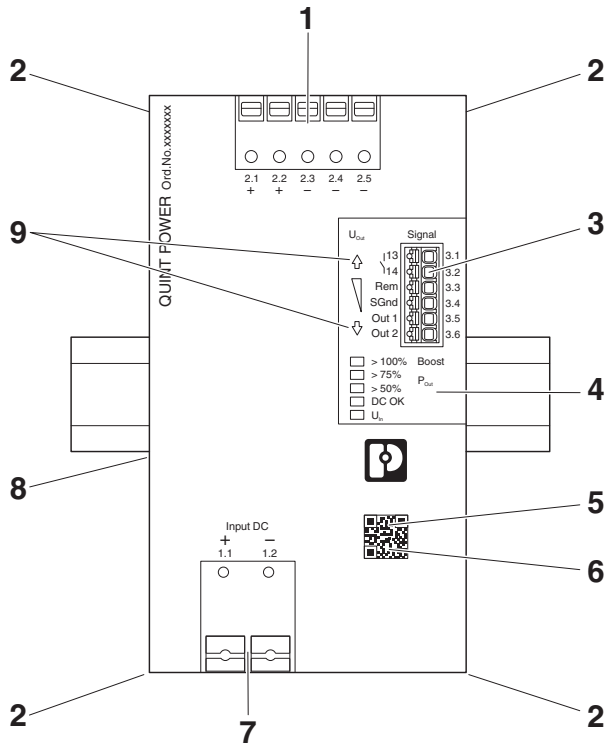 1
2 2
QUINT POWER Ord.No.xxxxxxx
2.1 2.2 2.3 2.4 2.5
+ + – – –
9
U Out Signal
3
13 3.1
14 3.2
Rem 3.3
SGnd 3.4
Out 1 3.5
Out 2 3.6
> 100% Boost
> 75% P Out
> 50%
DC OK
U In
4
8
5
6
Input DC
+ –
1.1 1.2
2 2
7